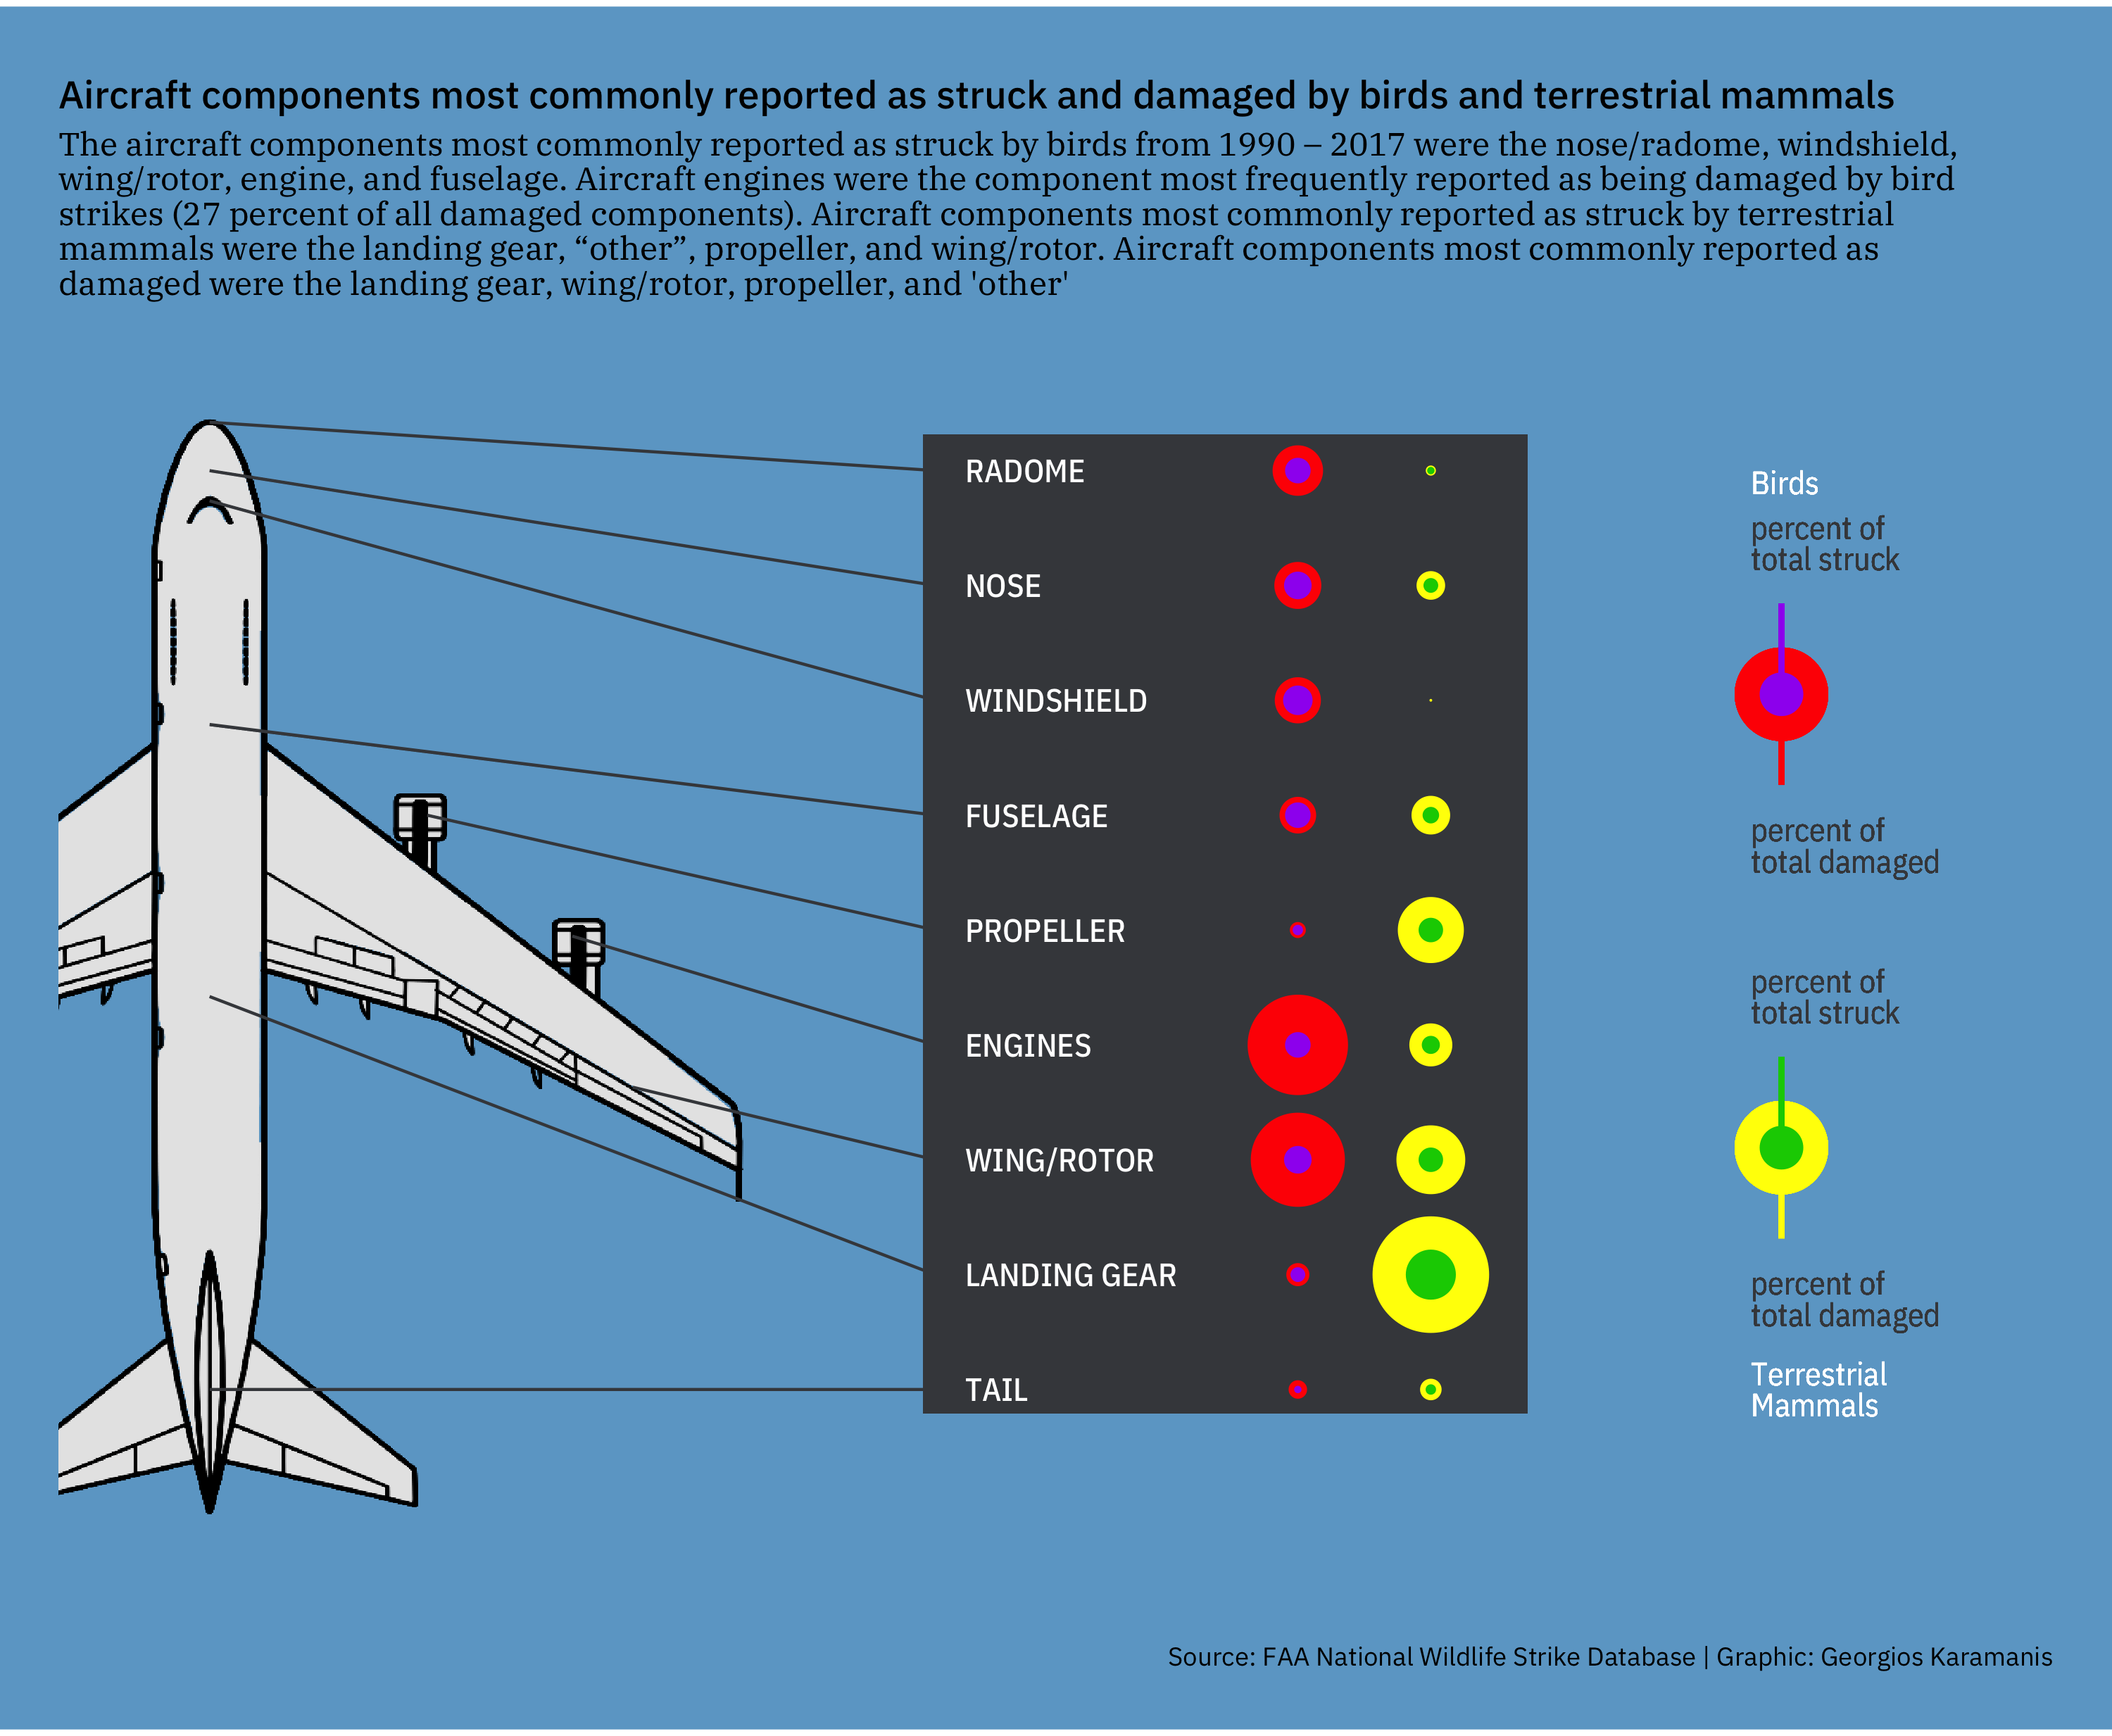 Aircraft components most commonly reported as struck and damaged by birds and terrestrial mammals
The aircraft components most commonly reported as struck by birds from 1990 – 2017 were the nose/radome, windshield,
wing/rotor, engine, and fuselage. Aircraft engines were the component most frequently reported as being damaged by bird
strikes (27 percent of all damaged components). Aircraft components most commonly reported as struck by terrestrial
mammals were the landing gear, “other”, propeller, and wing/rotor. Aircraft components most commonly reported as
damaged were the landing gear, wing/rotor, propeller, and 'other'
RADOME
NOSE
WINDSHIELD
FUSELAGE
PROPELLER
ENGINES
WING/ROTOR
LANDING GEAR
TAIL
Birds
percent of
total struck
percent of
total damaged
percent of
total struck
percent of
total damaged
Terrestrial
Mammals
Source: FAA National Wildlife Strike Database | Graphic: Georgios Karamanis